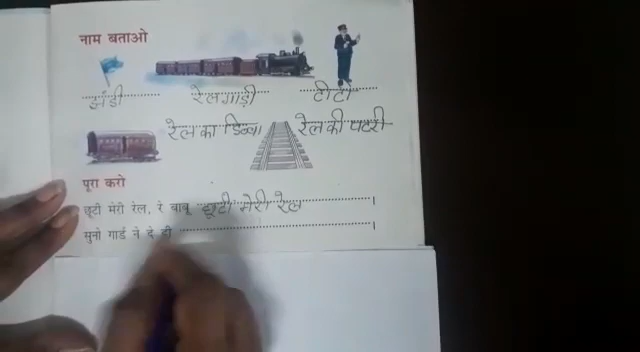 नाम बताओ
झंडी रेलगाड़ी टीटी
रेल का डिब्बा रेल की पटरी
पूरा करो
छूटी मेरी रेल, रे बाबू छूटी मेरी रेल
सुनो गार्ड ने दे दी